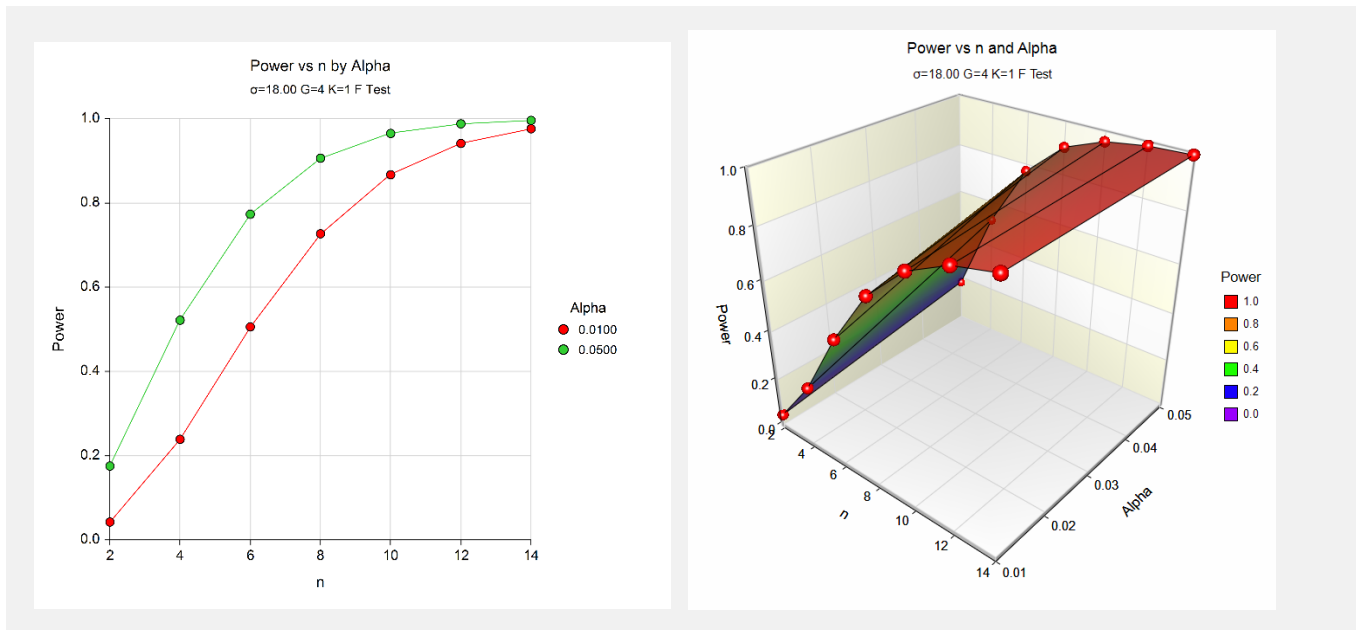 Power vs n by Alpha
σ=18.00 G=4 K=1 F Test
1.0
0.8
0.6
0.4
0.2
0.0
Power
2 4 6 8 10 12 14
n
Alpha
0.0100
0.0500
Power vs n and Alpha
σ=18.00 G=4 K=1 F Test
1.0
0.8
0.6
0.4
0.2
0.0
Power
2
4
6
8
10
12
14
n
0.01
0.02
0.03
0.04
0.05
Alpha
Power
1.0
0.8
0.6
0.4
0.2
0.0